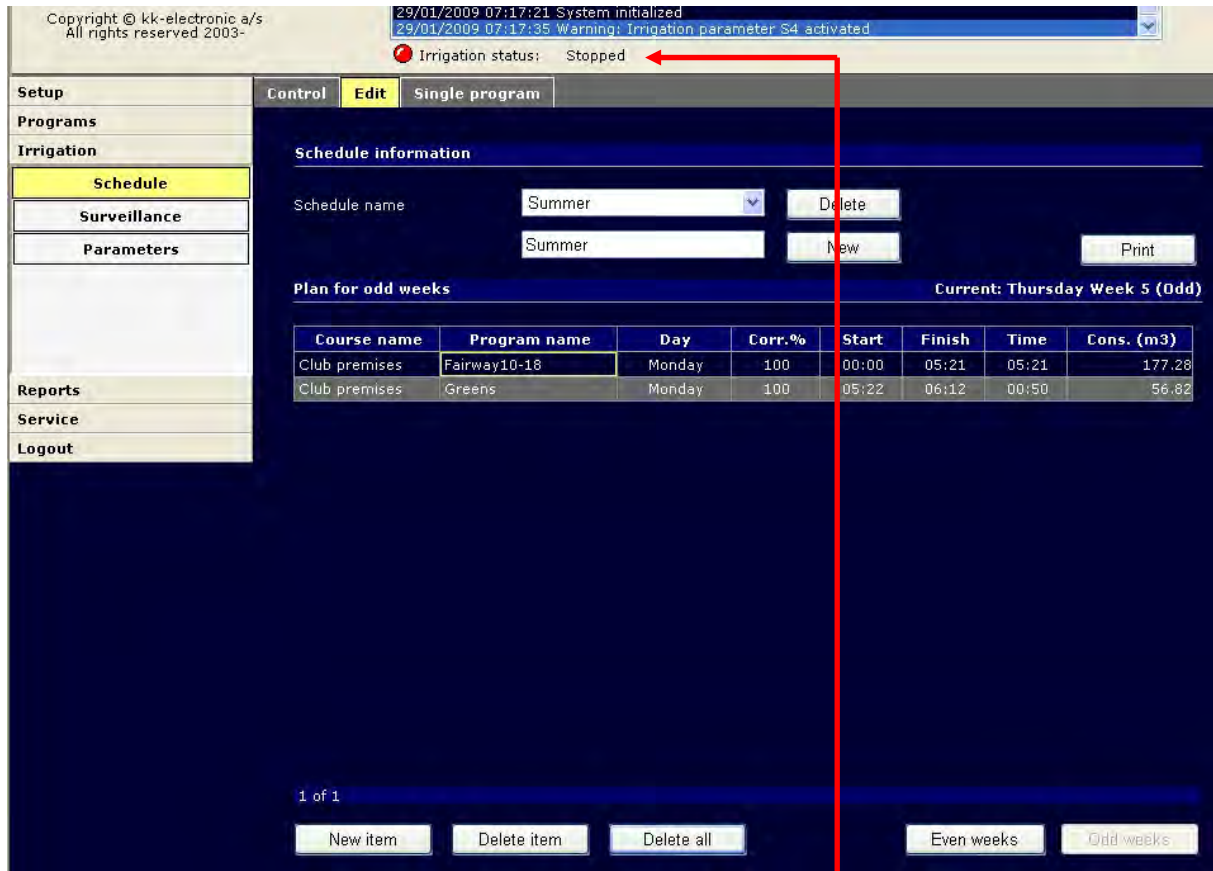 Copyright © kk-electronic a/s
All rights reserved 2003-
29/01/2009 07:17:21 System initialized
29/01/2009 07:17:35 Warning: Irrigation parameter S4 activated
Irrigation status: Stopped
Setup
Programs
Irrigation
Schedule
Surveillance
Parameters
Reports
Service
Logout
Control Edit Single program
Schedule information
Schedule name Summer Delete
Summer New Print
Plan for odd weeks Current: Thursday Week 5 (Odd)
Course name Program name Day Corr.% Start Finish Time Cons. (m3)
Club premises Fairway10-18 Monday 100 00:00 05:21 05:21 177.28
Club premises Greens Monday 100 05:22 06:12 00:50 56.82
1 of 1
New item Delete item Delete all Even weeks Odd weeks